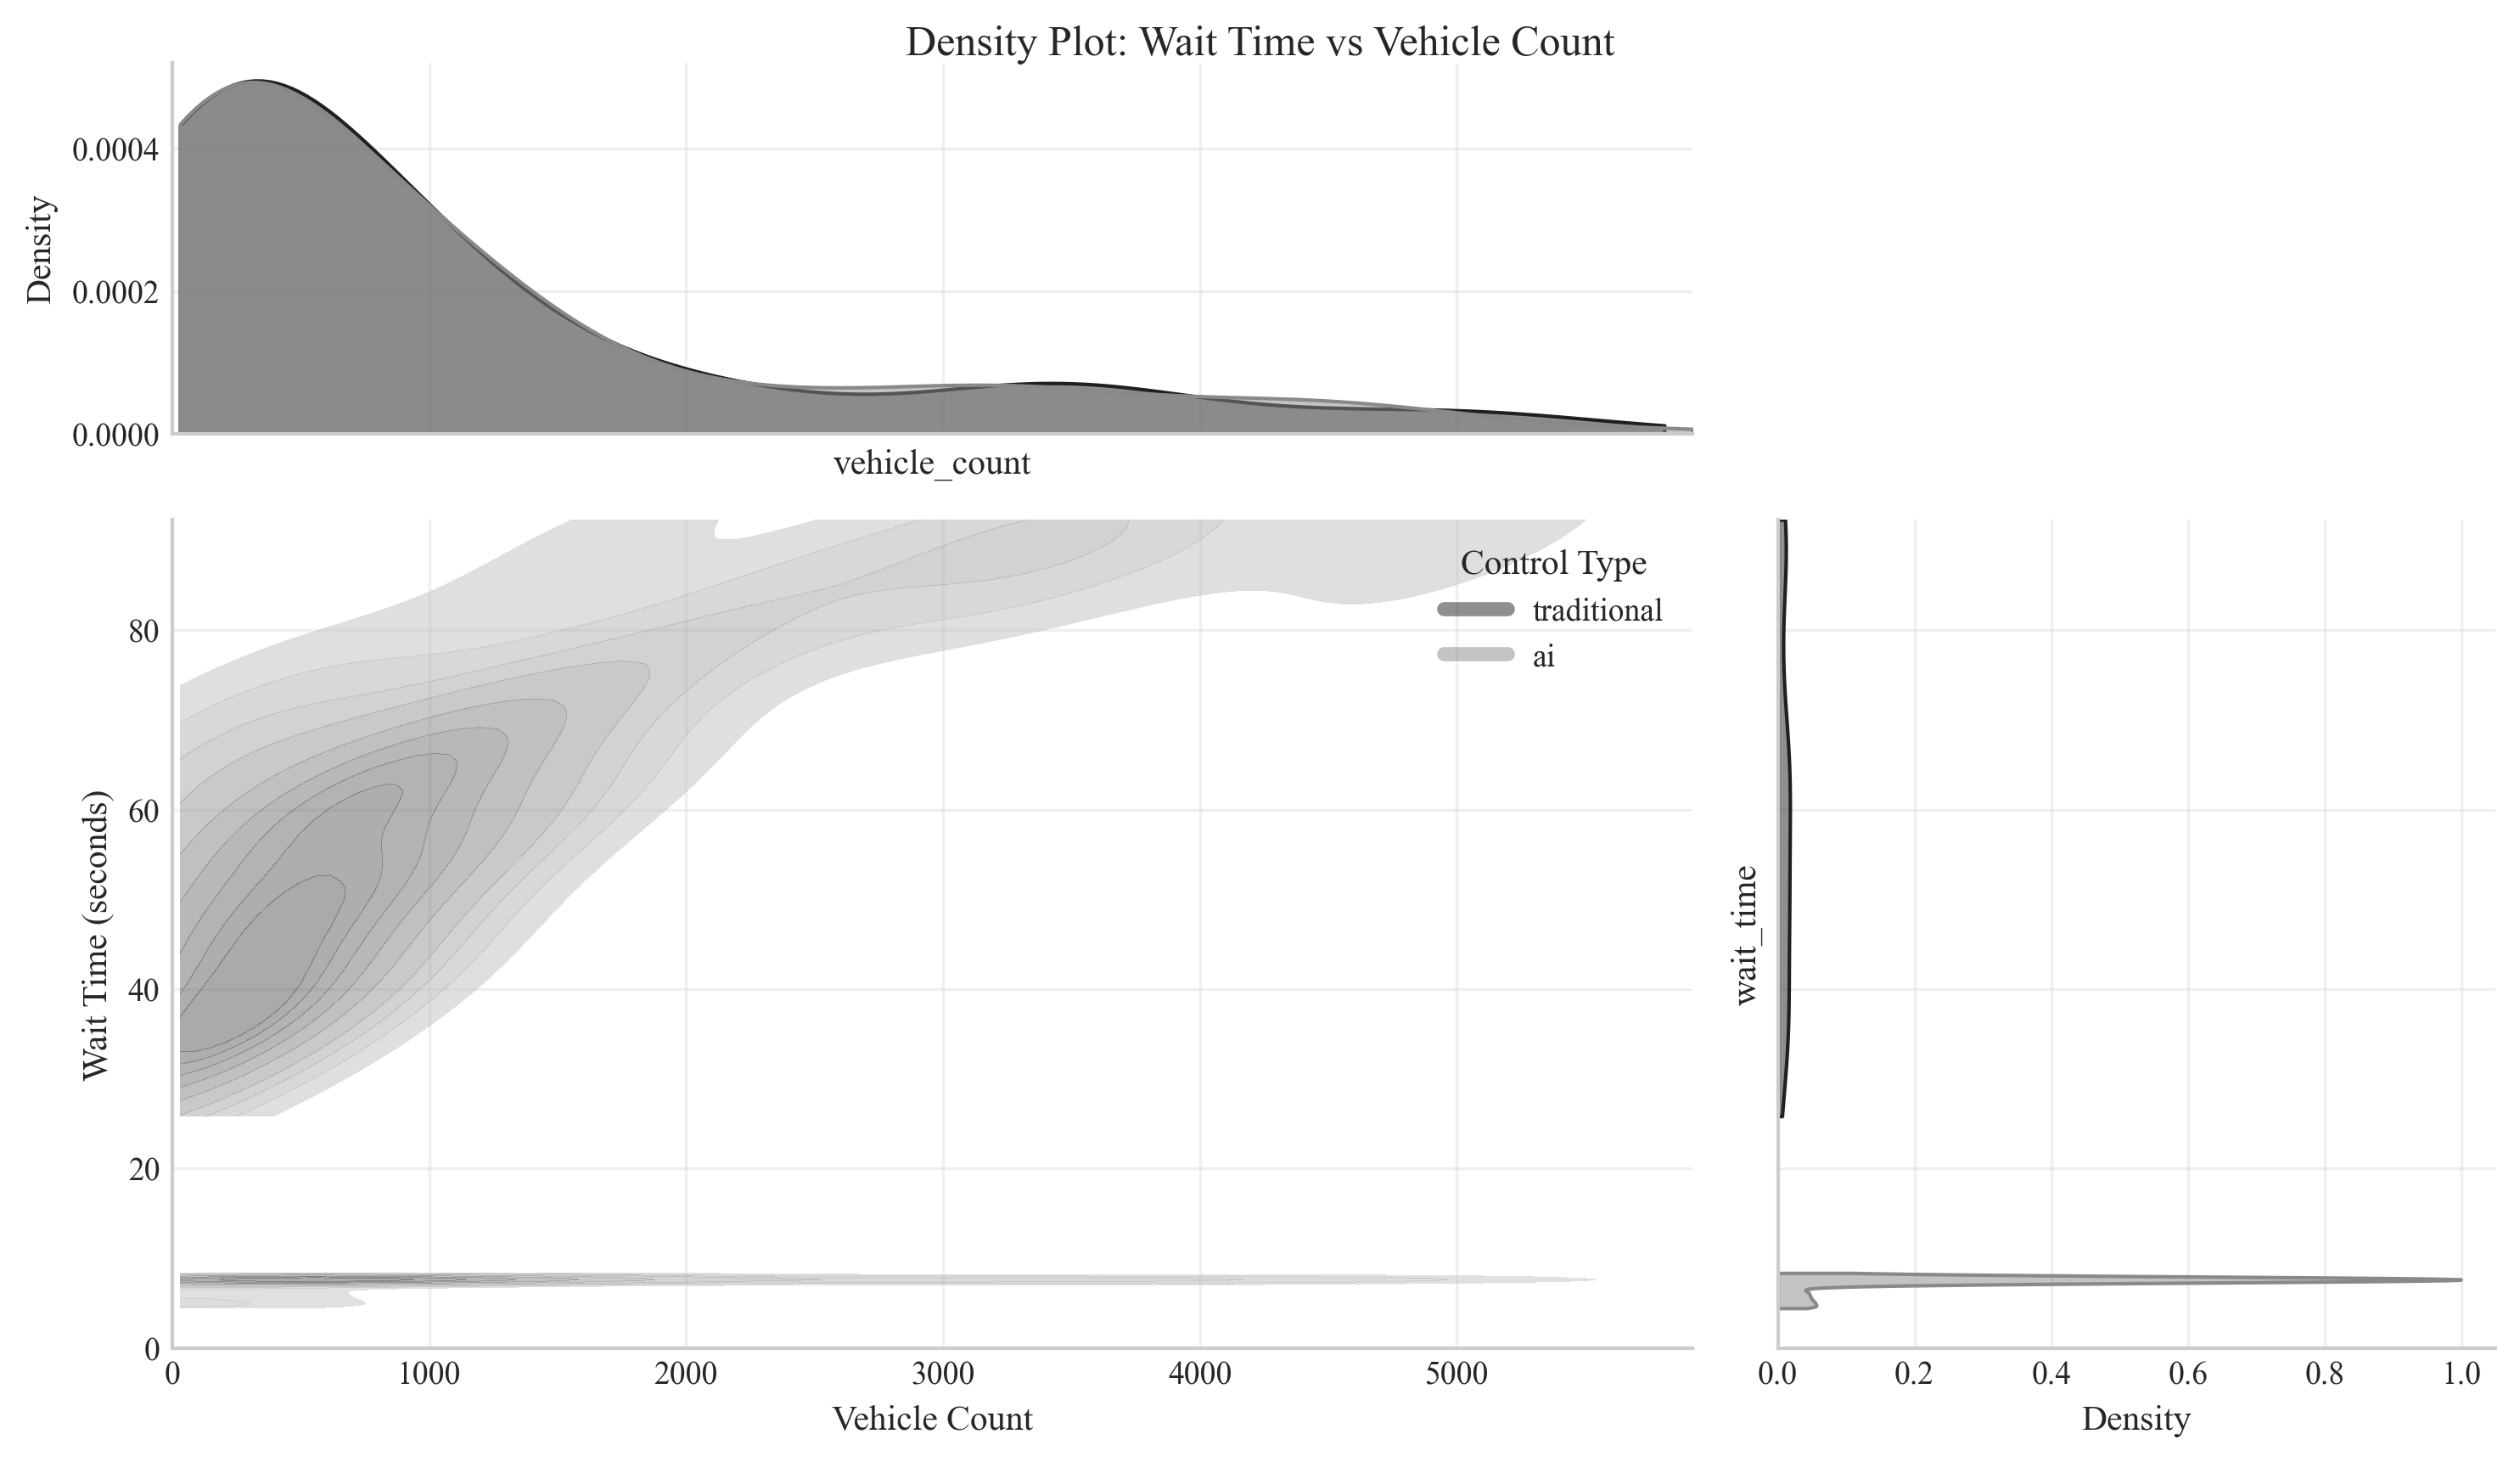 Density Plot: Wait Time vs Vehicle Count
Density
0.0004
0.0002
0.0000
vehicle_count
Wait Time (seconds)
80
60
40
20
0
Control Type
traditional
ai
0 1000 2000 3000 4000 5000
Vehicle Count
wait_time
0.0 0.2 0.4 0.6 0.8 1.0
Density